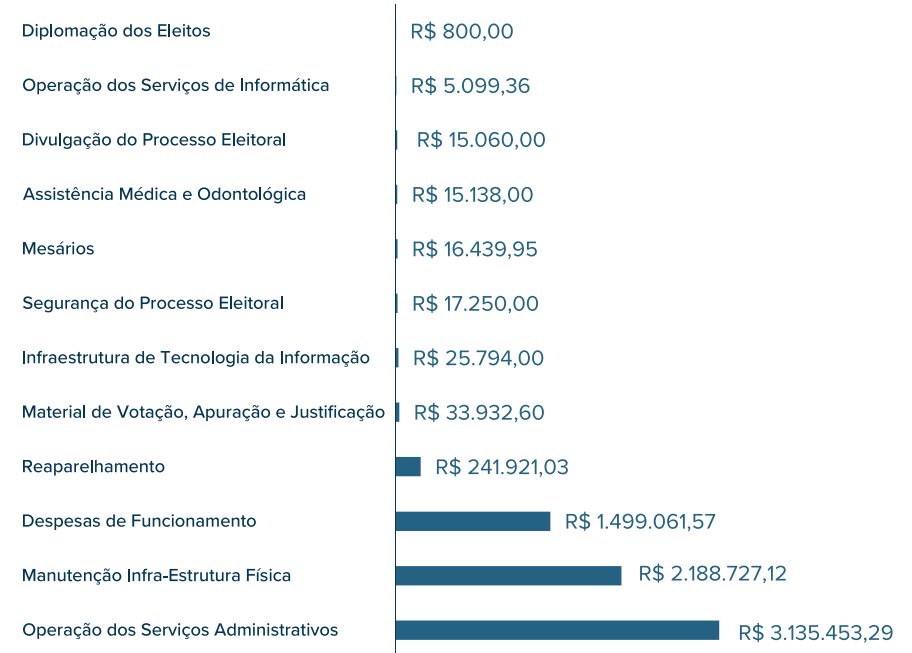 Diplomação dos Eleitos R$ 800,00
Operação dos Serviços de Informática R$ 5.099,36
Divulgação do Processo Eleitoral R$ 15.060,00
Assistência Médica e Odontológica R$ 15.138,00
Mesários R$ 16.439,95
Segurança do Processo Eleitoral R$ 17.250,00
Infraestrutura de Tecnologia da Informação R$ 25.794,00
Material de Votação, Apuração e Justificação R$ 33.932,60
Reaparelhamento R$ 241.921,03
Despesas de Funcionamento R$ 1.499.061,57
Manutenção Infra-Estrutura Física R$ 2.188.727,12
Operação dos Serviços Administrativos R$ 3.135.453,29